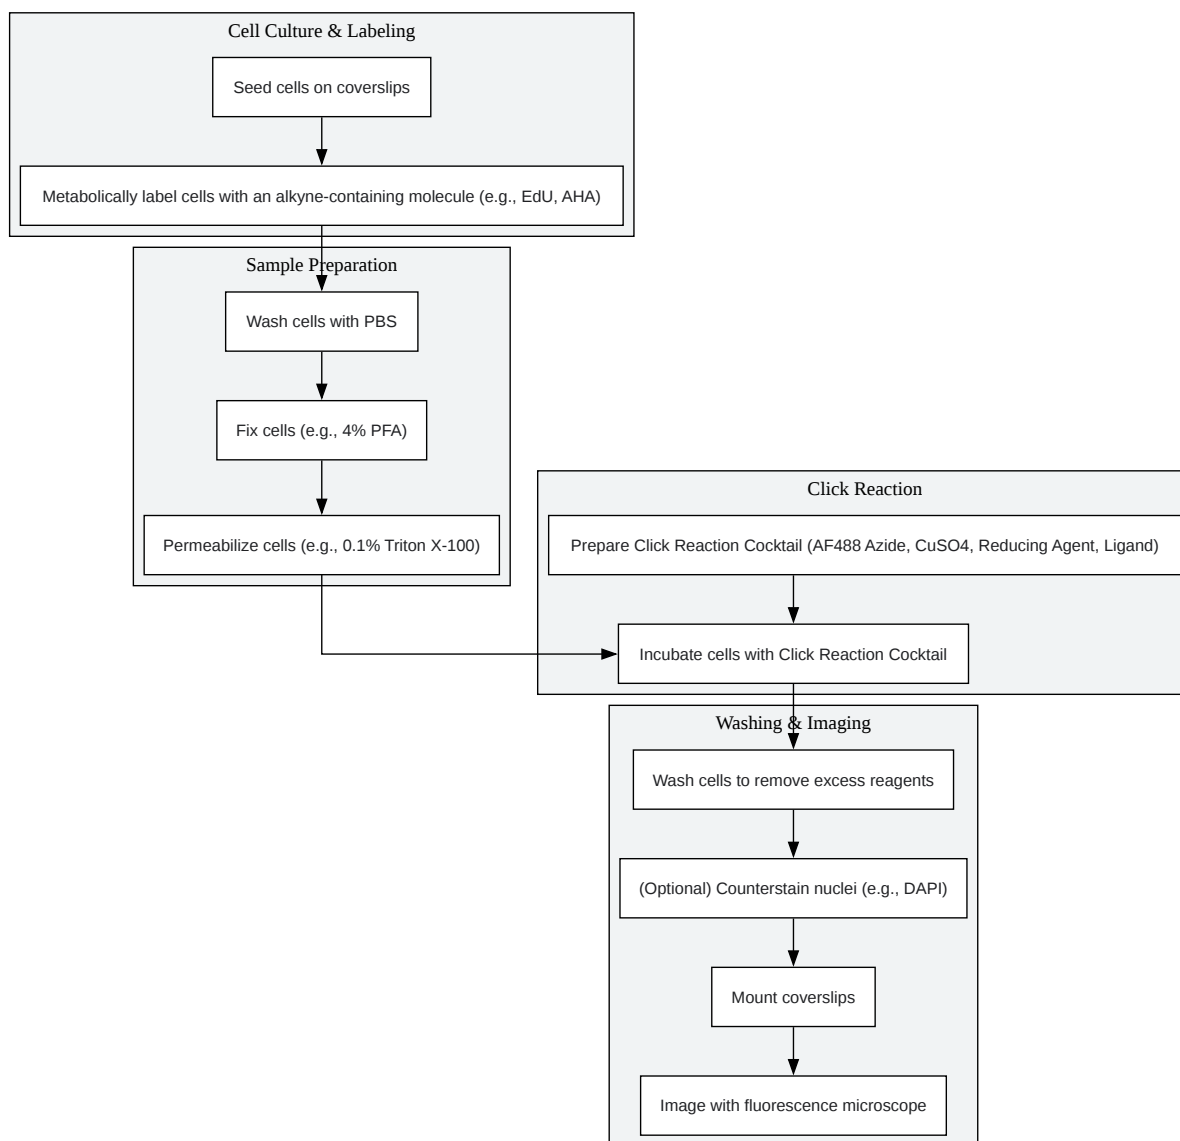 Cell Culture & Labeling
Seed cells on coverslips
Metabolically label cells with an alkyne-containing molecule (e.g., EdU, AHA)
Sample Preparation
Wash cells with PBS
Fix cells (e.g., 4% PFA)
Permeabilize cells (e.g., 0.1% Triton X-100)
Click Reaction
Prepare Click Reaction Cocktail (AF488 Azide, CuSO4, Reducing Agent, Ligand)
Incubate cells with Click Reaction Cocktail
Washing & Imaging
Wash cells to remove excess reagents
(Optional) Counterstain nuclei (e.g., DAPI)
Mount coverslips
Image with fluorescence microscope